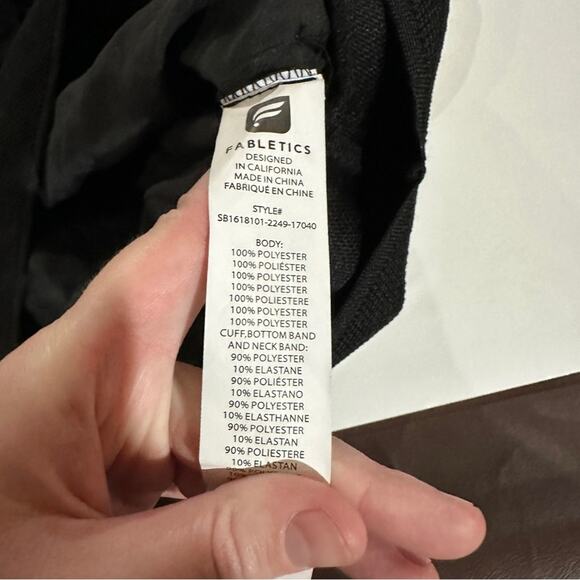 FABLETICS
DESIGNED
IN CALIFORNIA
MADE IN CHINA
FABRIQUÉ EN CHINE
STYLE#
SB1618101-2249-17040
BODY:
100% POLYESTER
100% POLIÉSTER
100% POLYESTER
100% POLYESTER
100% POLIESTERE
100% POLYESTER
100% POLYESTER
CUFF,BOTTOM BAND
AND NECK BAND:
90% POLYESTER
10% ELASTANE
90% POLIÉSTER
10% ELASTANO
90% POLYESTER
10% ELASTHANNE
90% POLYESTER
10% ELASTAN
90% POLIESTERE
10% ELASTAN